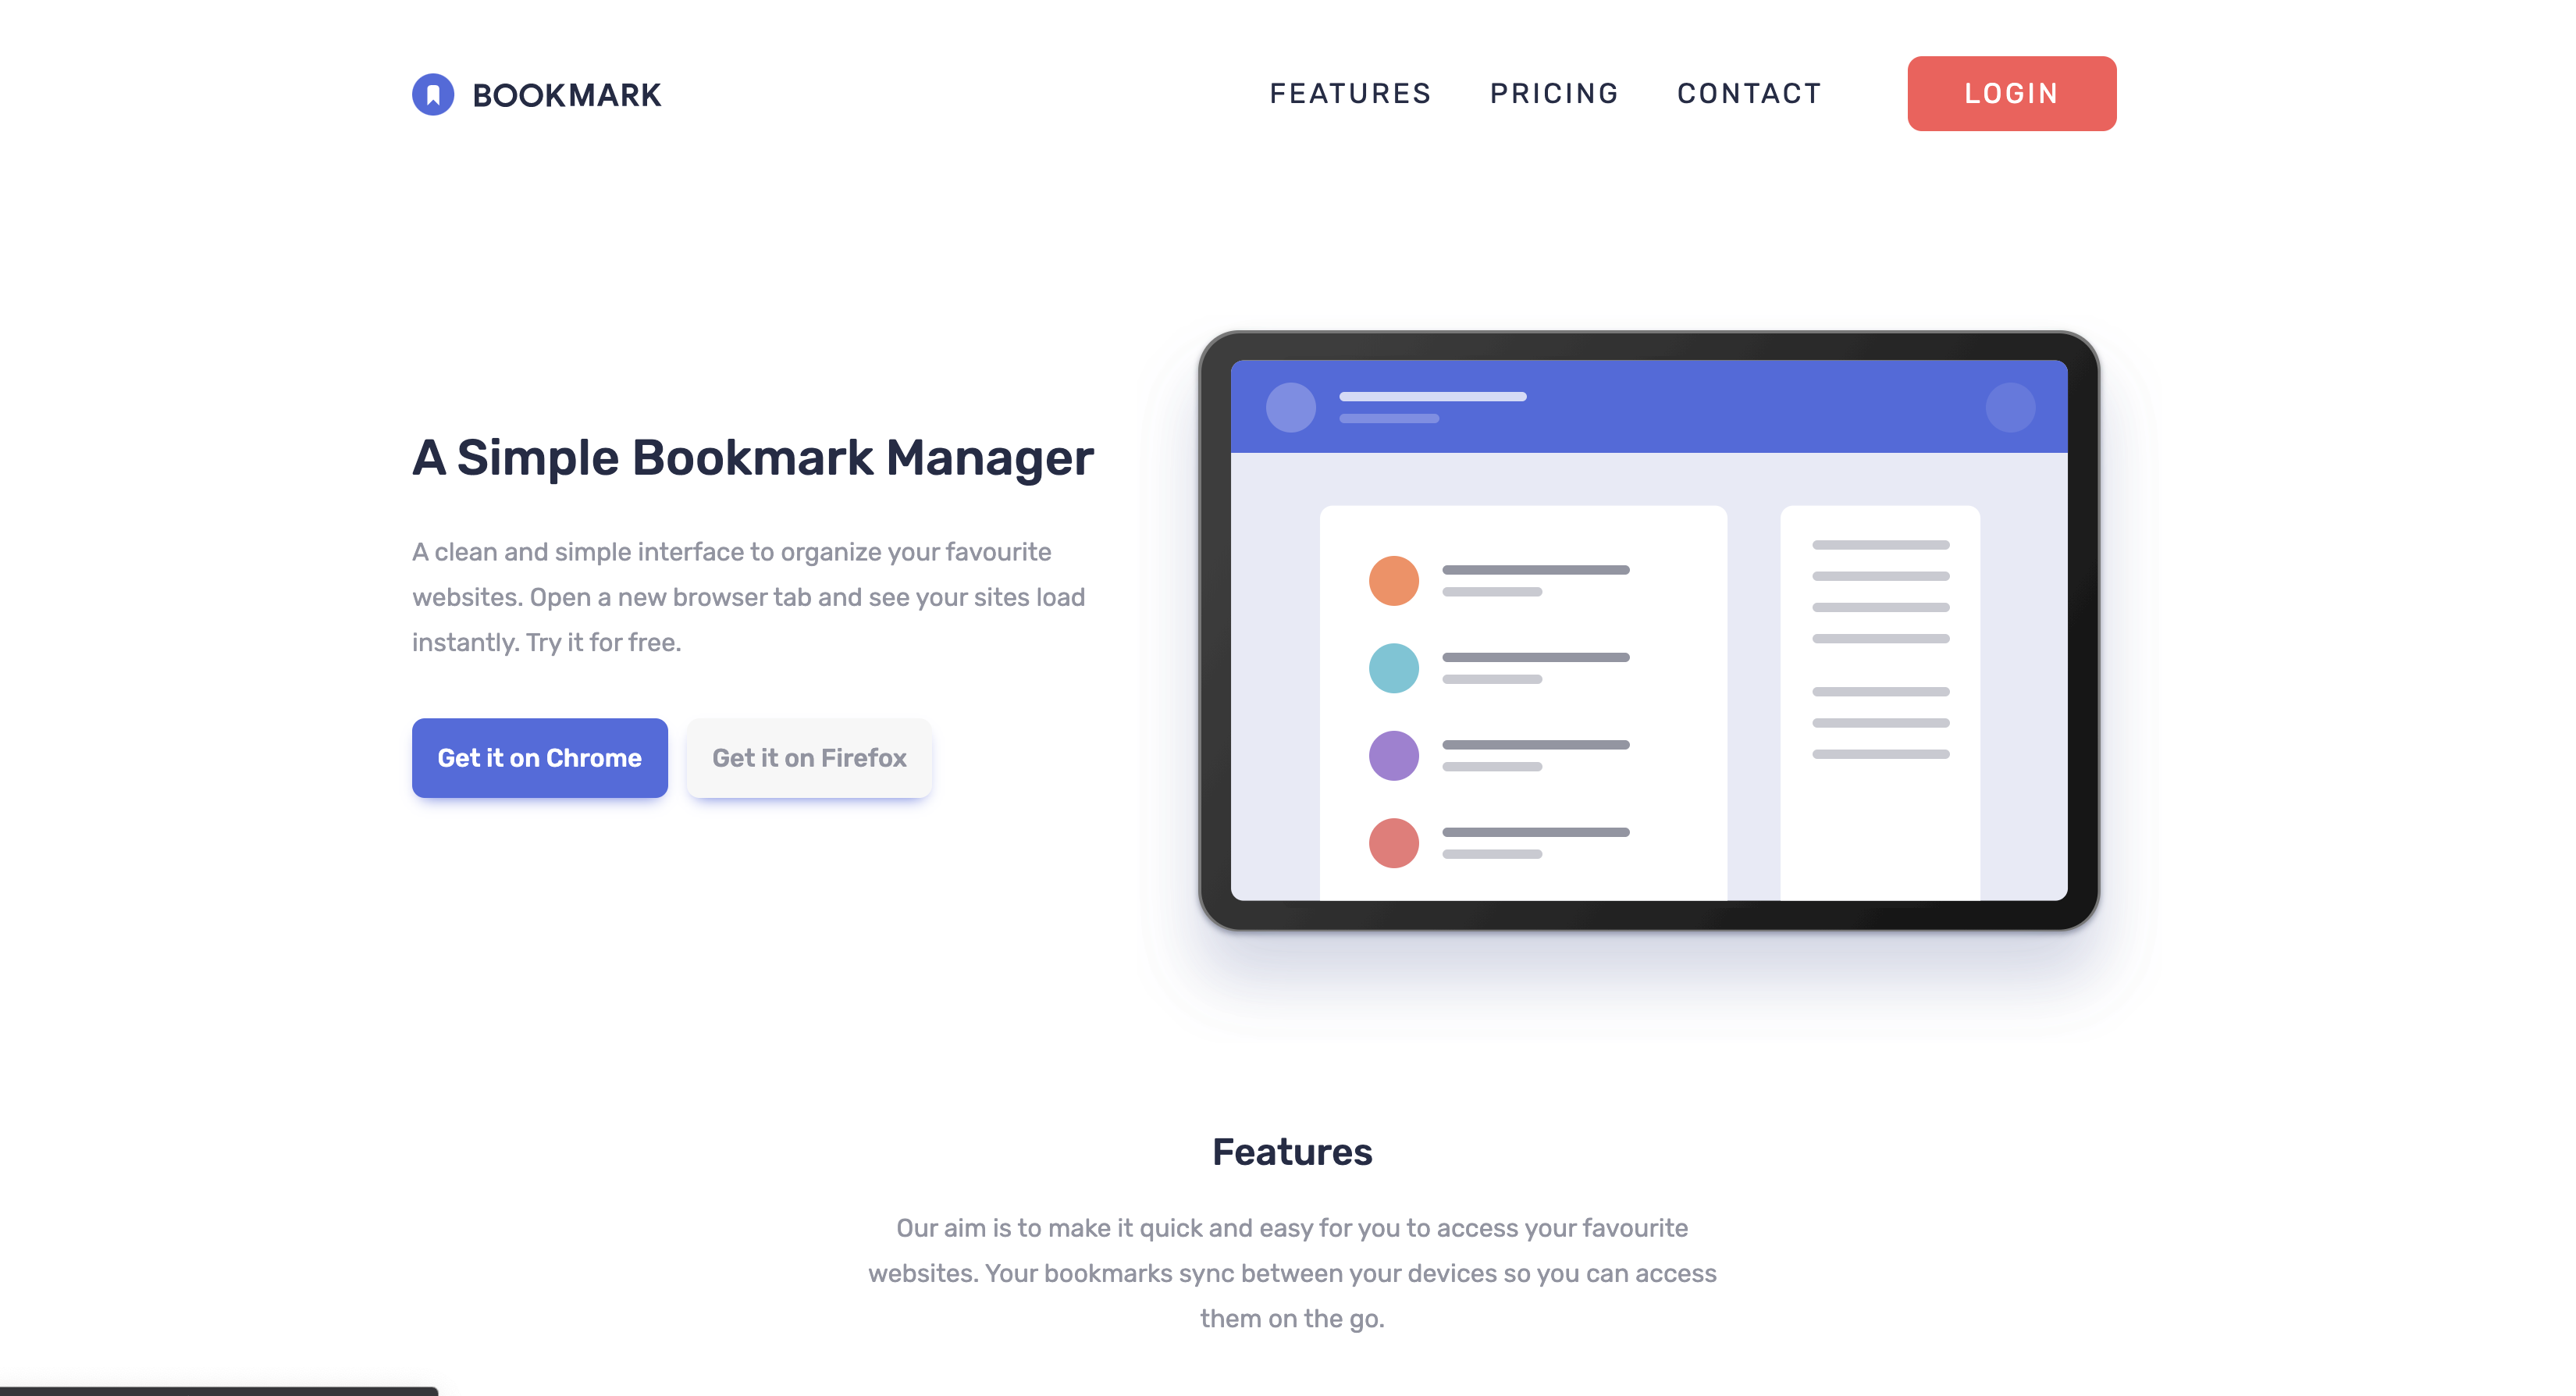 BOOKMARK
FEATURES PRICING CONTACT LOGIN
A Simple Bookmark Manager
A clean and simple interface to organize your favourite
websites. Open a new browser tab and see your sites load
instantly. Try it for free.
Get it on Chrome Get it on Firefox
Features
Our aim is to make it quick and easy for you to access your favourite
websites. Your bookmarks sync between your devices so you can access
them on the go.